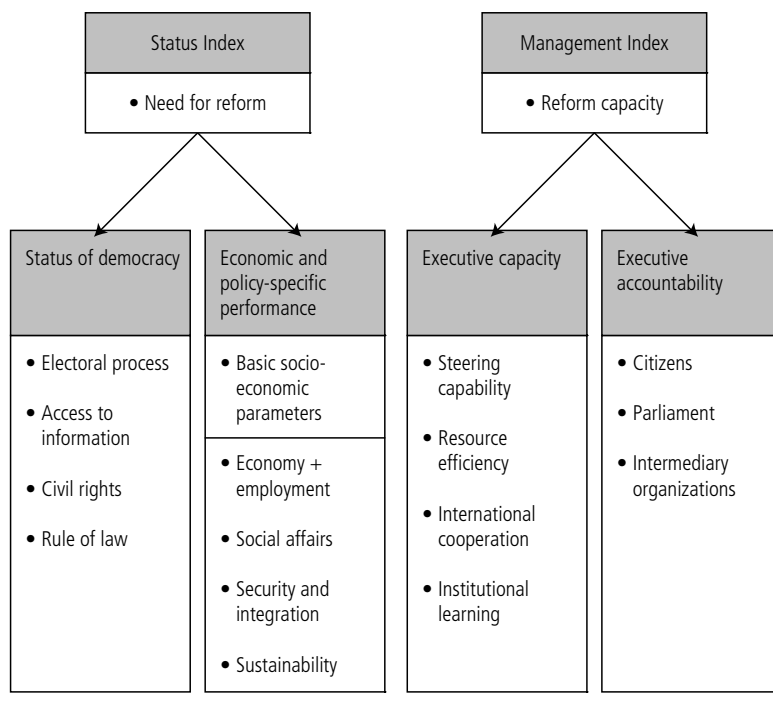 Status Index
• Need for reform
Management Index
• Reform capacity
Status of democracy
• Electoral process
• Access to
information
• Civil rights
• Rule of law
Economic and
policy-specific
performance
• Basic socio-
economic
parameters
• Economy +
employment
• Social affairs
• Security and
integration
• Sustainability
Executive capacity
• Steering
capability
• Resource
efficiency
• International
cooperation
• Institutional
learning
Executive
accountability
• Citizens
• Parliament
• Intermediary
organizations